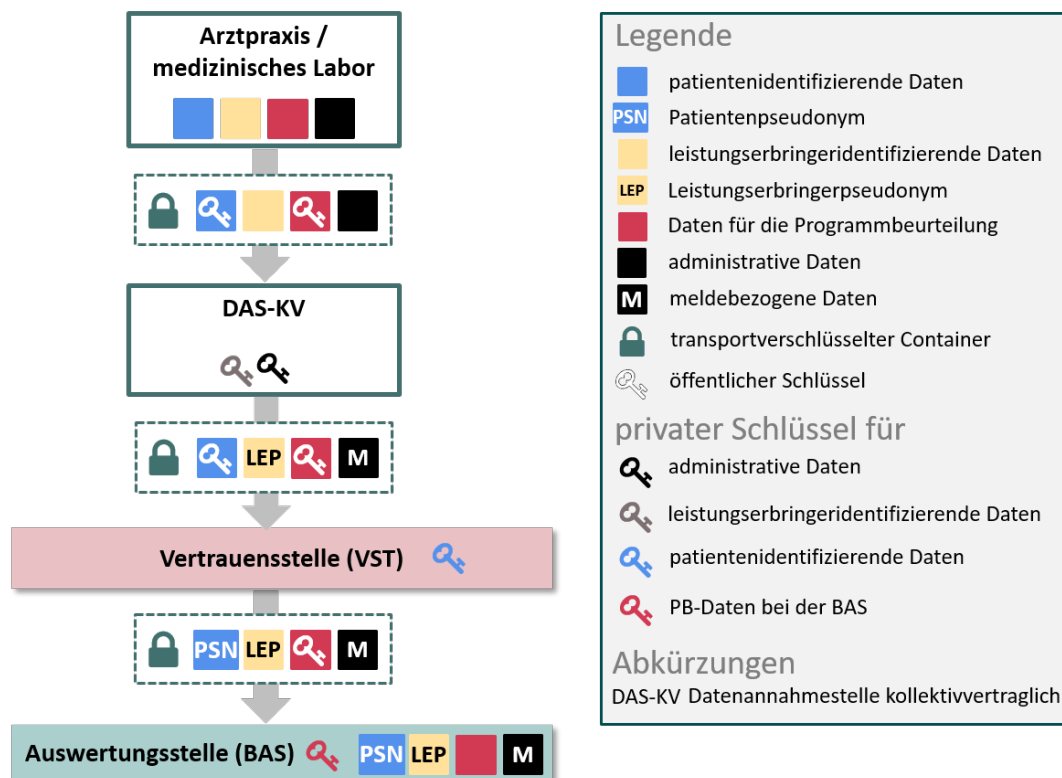 Arztpraxis /
medizinisches Labor
DAS-KV
LEP
M
Vertrauensstelle (VST)
PSN
LEP
M
Auswertungsstelle (BAS)
PSN
LEP
M
Legende
patientenidentifizierende Daten
PSN Patientenpseudonym
leistungserbringeridentifizierende Daten
LEP Leistungserbringerpseudonym
Daten für die Programmbeurteilung
administrative Daten
M meldebezogene Daten
transportverschlüsselter Container
öffentlicher Schlüssel
privater Schlüssel für
administrative Daten
leistungserbringeridentifizierende Daten
patientenidentifizierende Daten
PB-Daten bei der BAS
Abkürzungen
DAS-KV Datenannahmestelle kollektivvertraglich